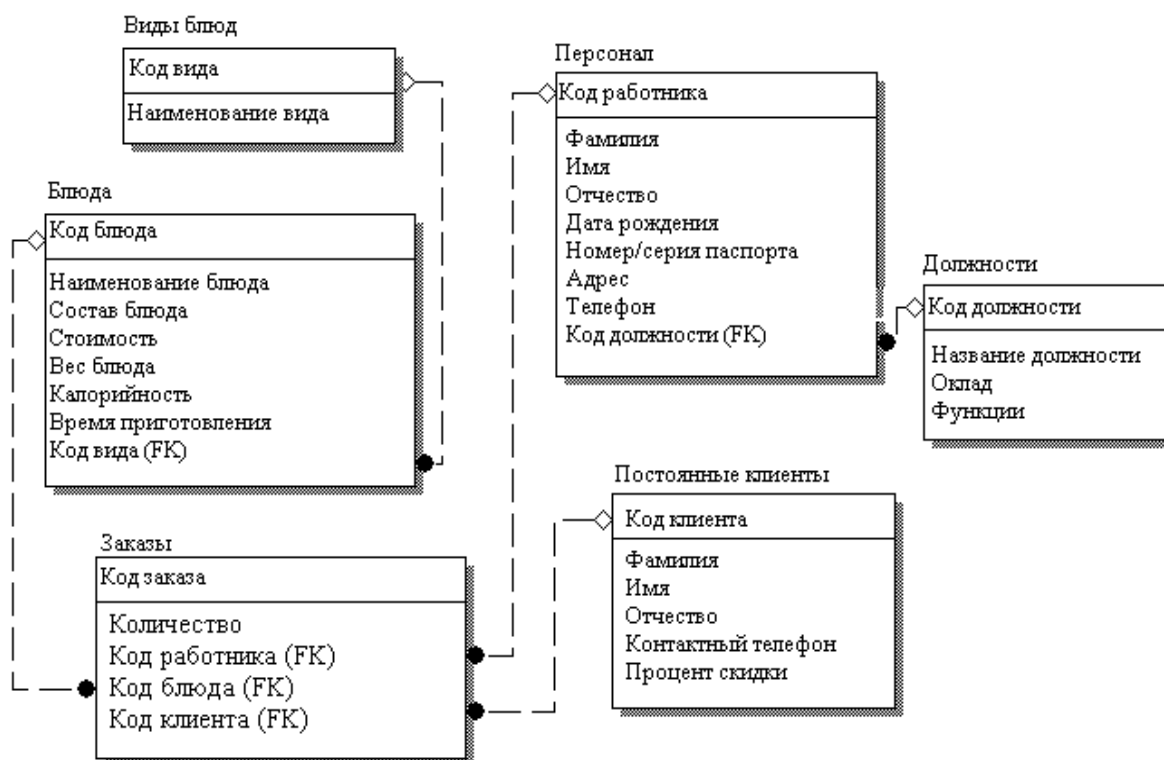 Виды блюд
Код вида
Наименование вида
Персонал
Код работника
Фамилия
Имя
Отчество
Дата рождения
Номер/серия паспорта
Адрес
Телефон
Код должности (FK)
Блюда
Код блюда
Наименование блюда
Состав блюда
Стоимость
Вес блюда
Калорийность
Время приготовления
Код вида (FK)
Должности
Код должности
Название должности
Оклад
Функции
Постоянные клиенты
Код клиента
Фамилия
Имя
Отчество
Контактный телефон
Процент скидки
Заказы
Код заказа
Количество
Код работника (FK)
Код блюда (FK)
Код клиента (FK)